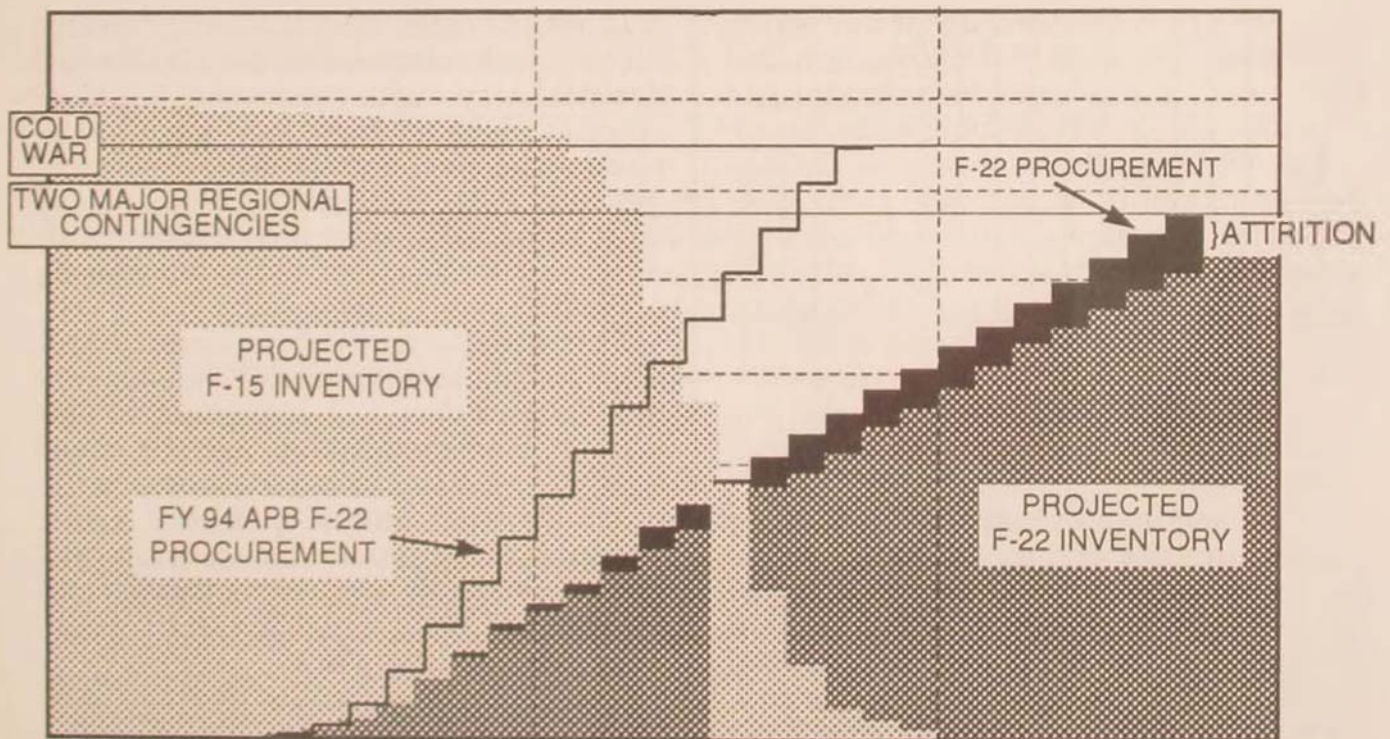 COLD
WAR
F-22 PROCUREMENT
TWO MAJOR REGIONAL
CONTINGENCIES
}ATTRITION
PROJECTED
F-15 INVENTORY
FY 94 APB F-22
PROCUREMENT
PROJECTED
F-22 INVENTORY